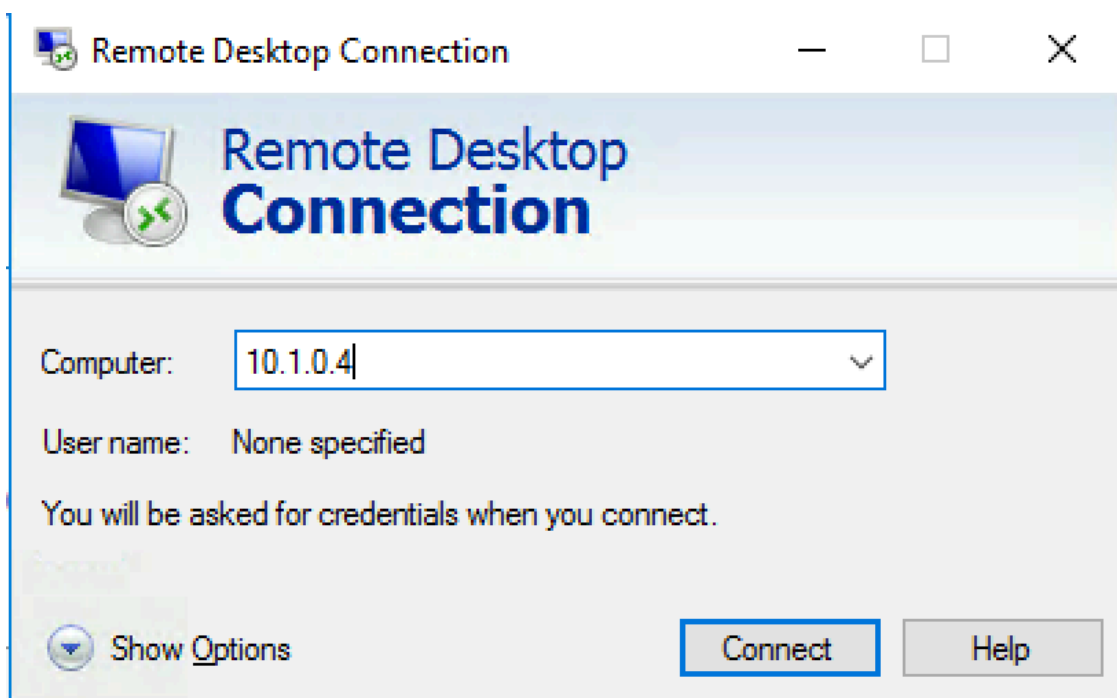 Remote Desktop Connection
Remote Desktop
Connection
Computer: 10.1.0.4
User name: None specified
You will be asked for credentials when you connect.
Show Options Connect Help